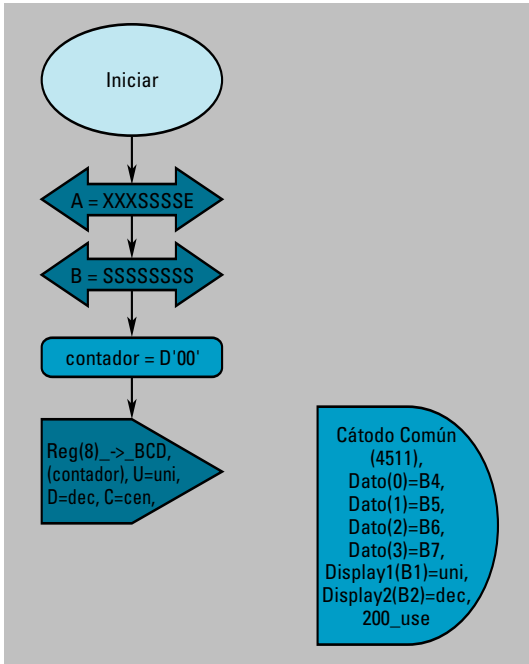 Iniciar
A = XXXSSSSE
B = SSSSSSSS
contador = D'00'
Reg(8)_->_BCD,
(contador), U=uni,
D=dec, C=cen,
Cátodo Común
(4511),
Dato(0)=B4,
Dato(1)=B5,
Dato(2)=B6,
Dato(3)=B7,
Display1(B1)=uni,
Display2(B2)=dec,
200_use